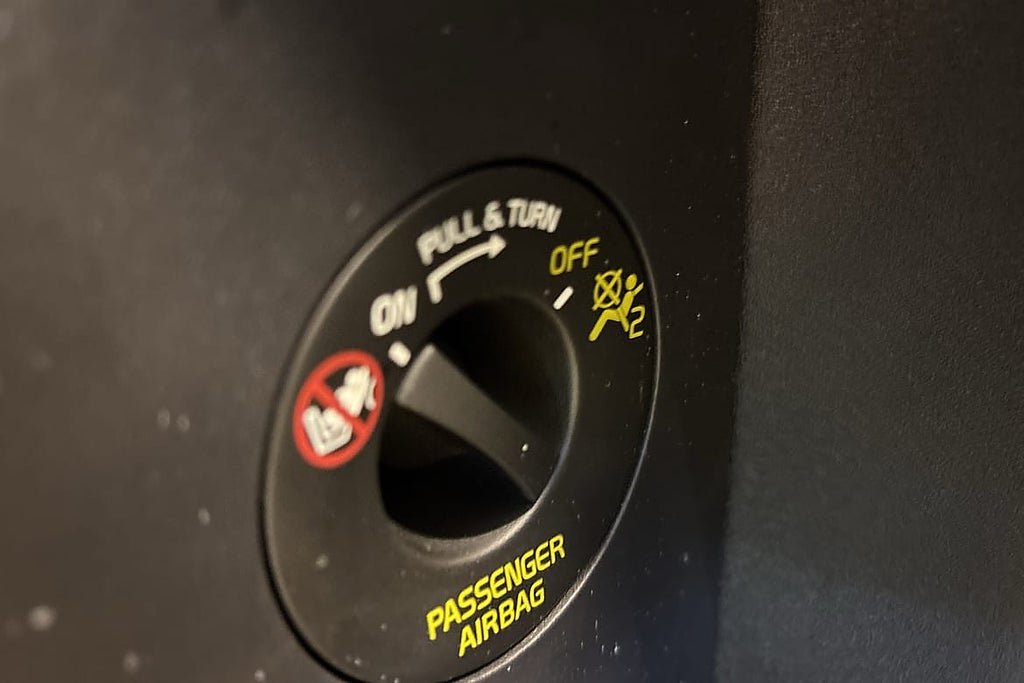 PULL & TURN
ON
OFF
2
PASSENGER
AIRBAG